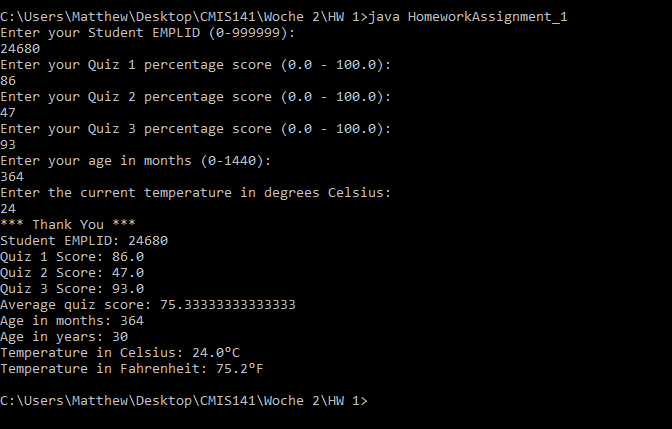 C:\Users\Matthew\Desktop\CMIS141\Woche 2\HW 1>java HomeworkAssignment_1
Enter your Student EMPLID (0-999999):
24680
Enter your Quiz 1 percentage score (0.0 - 100.0):
86
Enter your Quiz 2 percentage score (0.0 - 100.0):
47
Enter your Quiz 3 percentage score (0.0 - 100.0):
93
Enter your age in months (0-1440):
364
Enter the current temperature in degrees Celsius:
24
*** Thank You ***
Student EMPLID: 24680
Quiz 1 Score: 86.0
Quiz 2 Score: 47.0
Quiz 3 Score: 93.0
Average quiz score: 75.33333333333333
Age in months: 364
Age in years: 30
Temperature in Celsius: 24.0ºC
Temperature in Fahrenheit: 75.2ºF
C:\Users\Matthew\Desktop\CMIS141\Woche 2\HW 1>